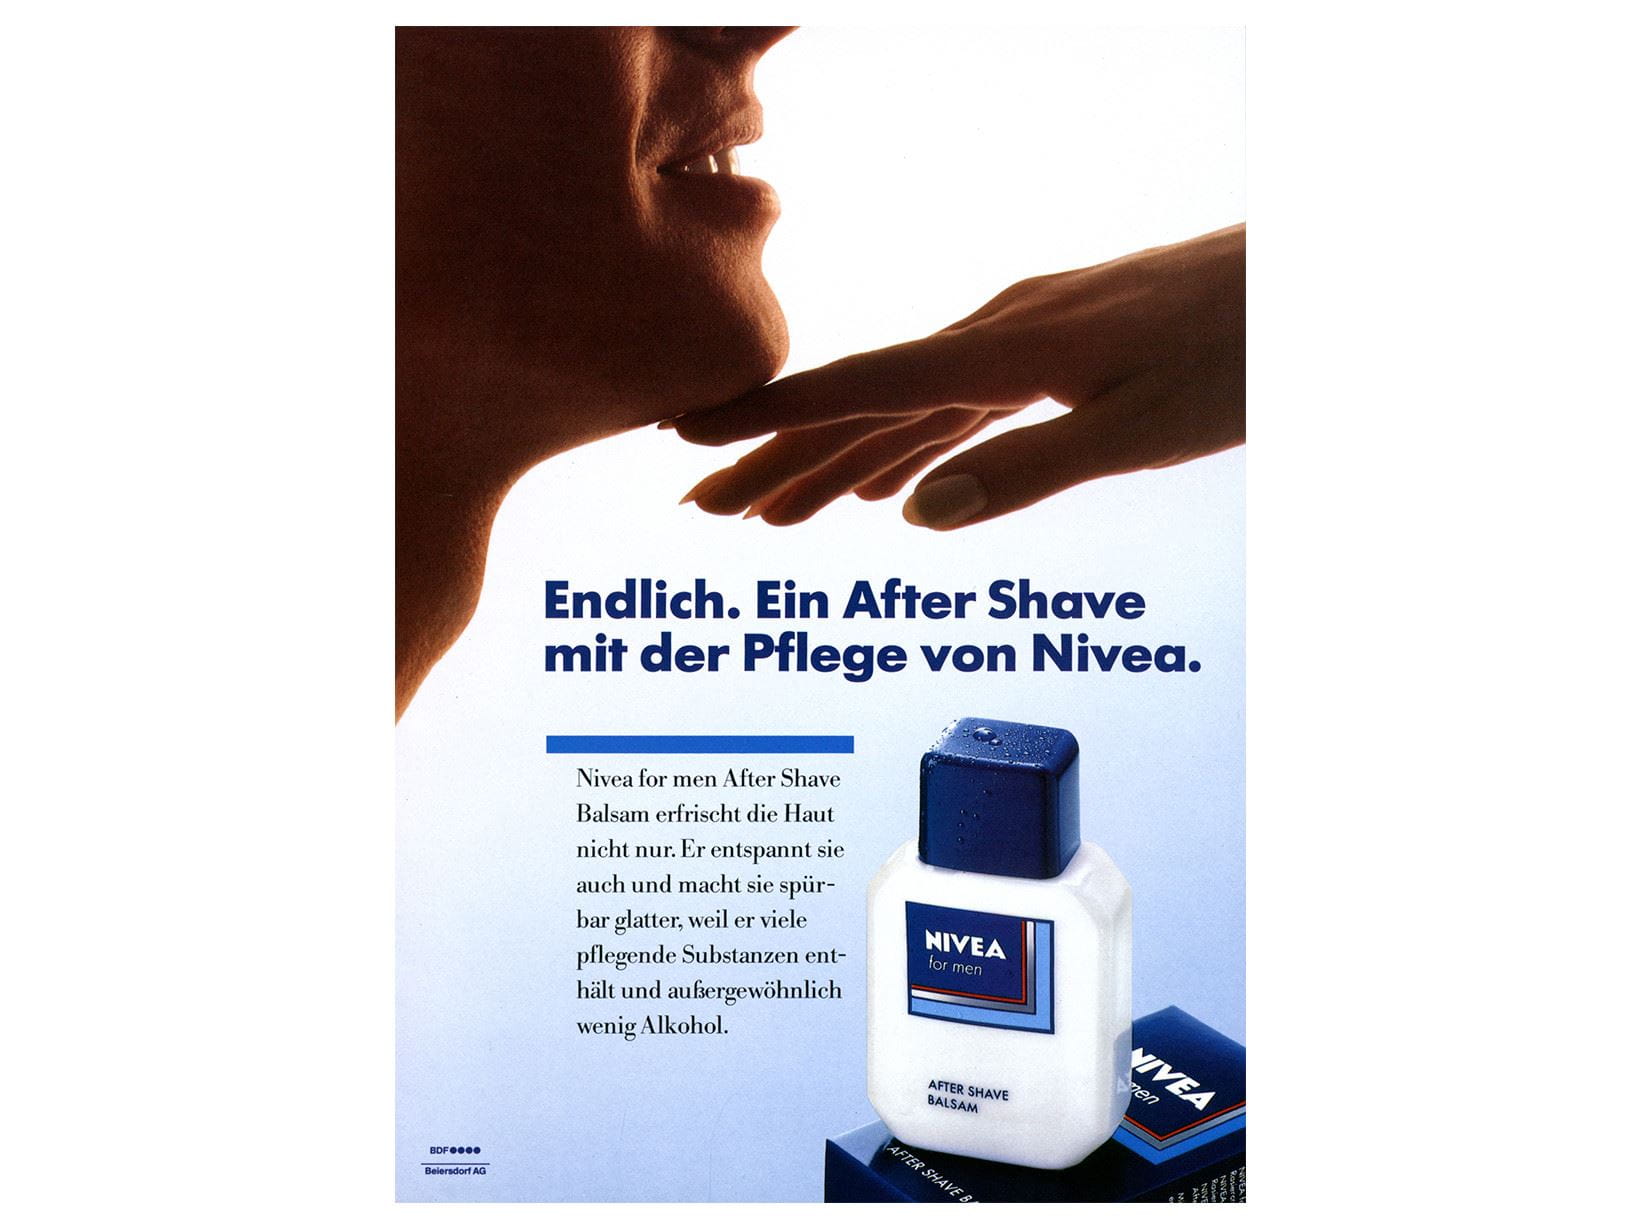 Endlich. Ein After Shave
mit der Pflege von Nivea.
Nivea for men After Shave
Balsam erfrischt die Haut
nicht nur. Er entspannt sie
auch und macht sie spür-
bar glatter, weil er viele
pflegende Substanzen ent-
hält und außergewöhnlich
wenig Alkohol.
NIVEA
for men
AFTER SHAVE
BALSAM
NIVEA
men
AFTER SHAVE
BDF
Beiersdorf AG